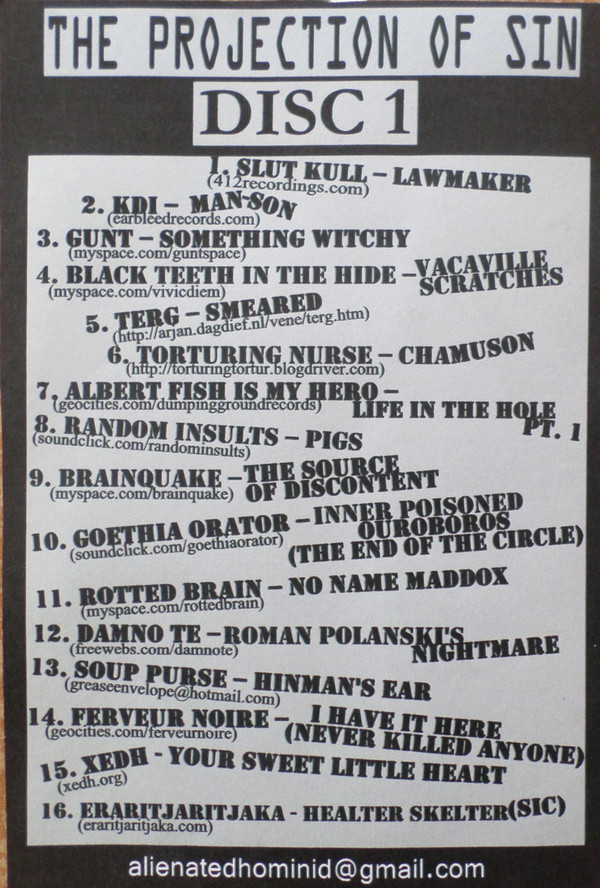 THE PROJECTION OF SIN
DISC 1
1. SLUT KULL – LAWMAKER
(412recordings.com)
2. KDI – MAN-SON
(earbleedrecords.com)
3. GUNT – SOMETHING WITCHY
(myspace.com/guntspace)
4. BLACK TEETH IN THE HIDE – VACAVILLE
SCRATCHES
(myspace.com/vivicdiem)
5. TERG – SMEARED
(http://arjan.dagdief.nl/vene/terg.htm)
6. TORTURING NURSE – CHAMUSON
(http://torturingtortur.blogdriver.com)
7. ALBERT FISH IS MY HERO –
(geocities.com/dumpinggroundrecords)
LIFE IN THE HOLE
PT. 1
8. RANDOM INSULTS – PIGS
(soundclick.com/randominsults)
9. BRAINQUAKE – THE SOURCE
OF DISCONTENT
(myspace.com/brainquake)
10. GOETHIA ORATOR – INNER POISONED
OUROBOROS
(soundclick.com/goethiaorator)
(THE END OF THE CIRCLE)
11. ROTTED BRAIN – NO NAME MADDOX
(myspace.com/rottedbrain)
12. DAMNO TE – ROMAN POLANSKI'S
NIGHTMARE
(freewebs.com/damnote)
13. SOUP PURSE – HINMAN'S EAR
(greaseenvelope@hotmail.com)
14. FERVEUR NOIRE – I HAVE IT HERE
(NEVER KILLED ANYONE)
(geocities.com/ferveurnoire)
15. XEDH - YOUR SWEET LITTLE HEART
(xedh.org)
16. ERARITJARITJAKA - HEALTER SKELTER(SIC)
(eraritjaritjaka.com)
alienatedhominid@gmail.com